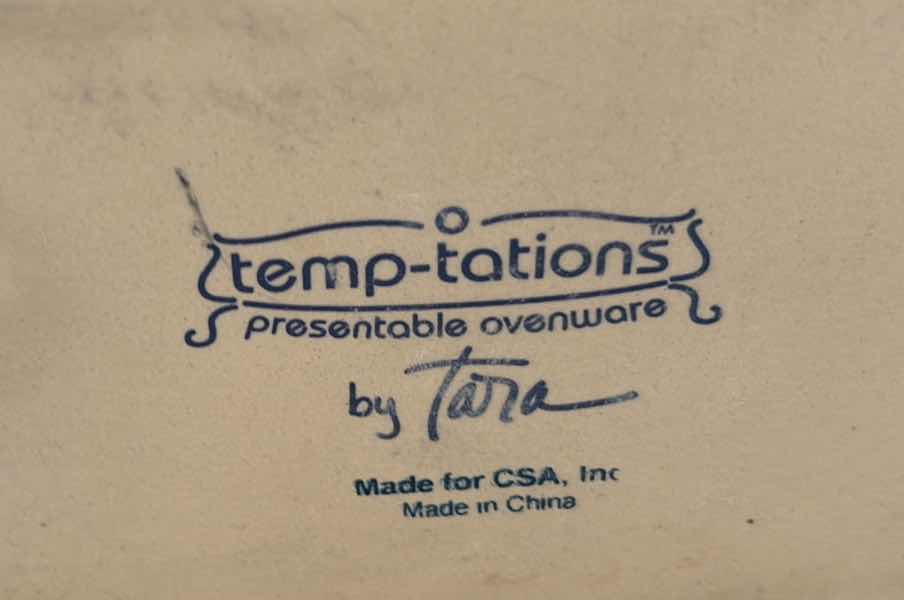 temp-tations™
presentable ovenware
by Tara
Made for CSA, Inc
Made in China